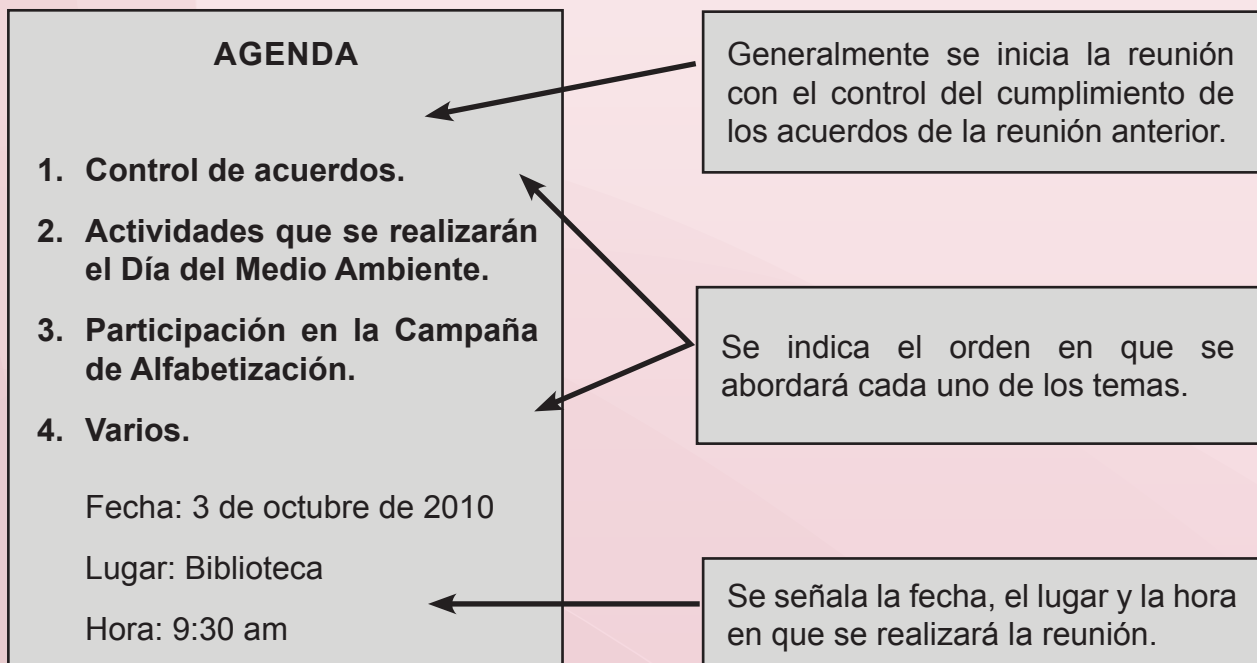 AGENDA
1. Control de acuerdos.
2. Actividades que se realizarán
el Día del Medio Ambiente.
3. Participación en la Campaña
de Alfabetización.
4. Varios.
Fecha: 3 de octubre de 2010
Lugar: Biblioteca
Hora: 9:30 am
Generalmente se inicia la reunión
con el control del cumplimiento de
los acuerdos de la reunión anterior.
Se indica el orden en que se
abordará cada uno de los temas.
Se señala la fecha, el lugar y la hora
en que se realizará la reunión.